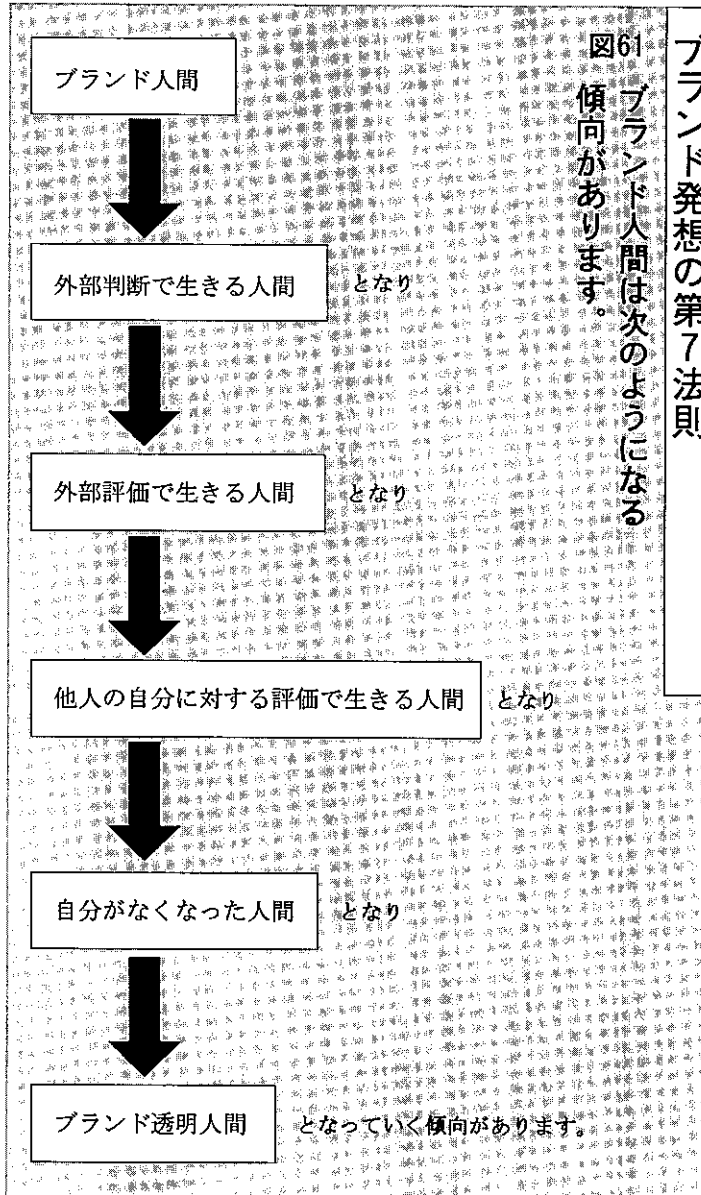 ブランド発想の第7法則
図61　ブランド人間は次のようになる
傾向があります。
ブランド人間
外部判断で生きる人間　となり
外部評価で生きる人間　となり
他人の自分に対する評価で生きる人間　となり
自分がなくなった人間　となり
ブランド透明人間　となっていく傾向があります。